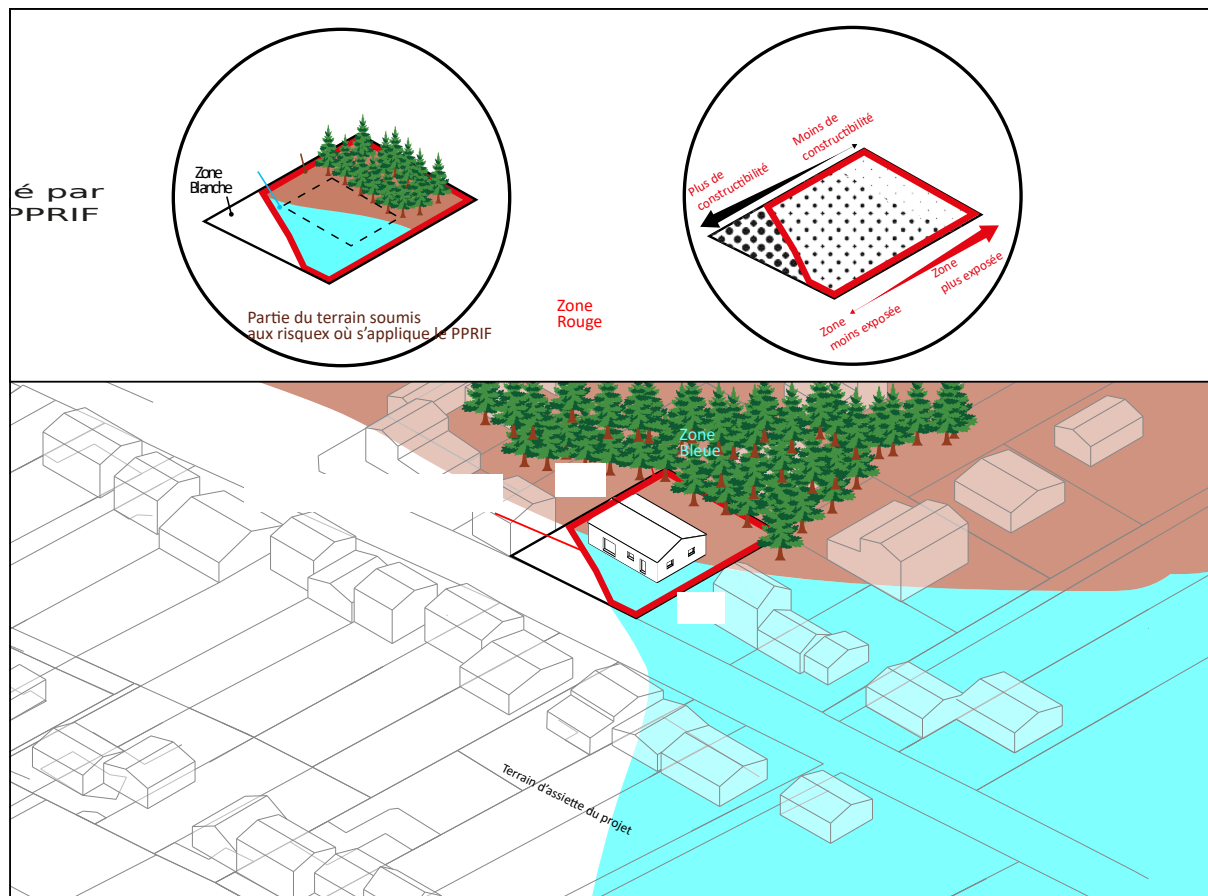 é par
PPRIF
Zone
Blanche
Partie du terrain soumis
aux risquex où s’applique le PPRIF
Zone
Rouge
Plus de
constructibilité
Moins de
constructibilité
Zone
moins exposée
Zone
plus exposée
Zone
Bleue
Terrain d’assiette du projet